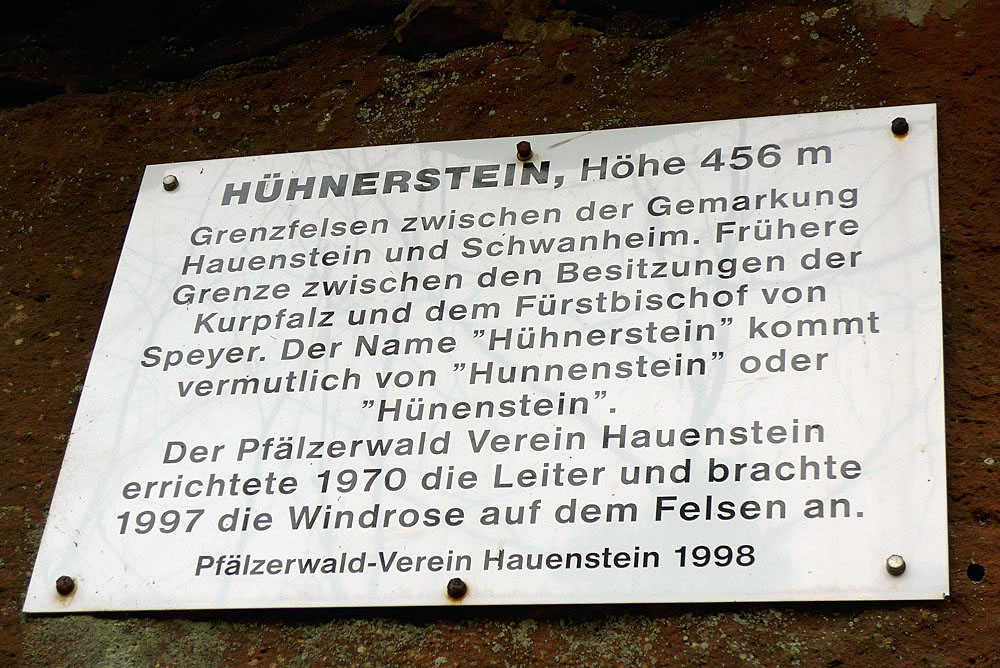 HÜHNERSTEIN, Höhe 456 m
Grenzfelsen zwischen der Gemarkung
Hauenstein und Schwanheim. Frühere
Grenze zwischen den Besitzungen der
Kurpfalz und dem Fürstbischof von
Speyer. Der Name ”Hühnerstein” kommt
vermutlich von ”Hunnenstein” oder
”Hünenstein”.
Der Pfälzerwald Verein Hauenstein
errichtete 1970 die Leiter und brachte
1997 die Windrose auf dem Felsen an.
Pfälzerwald-Verein Hauenstein 1998